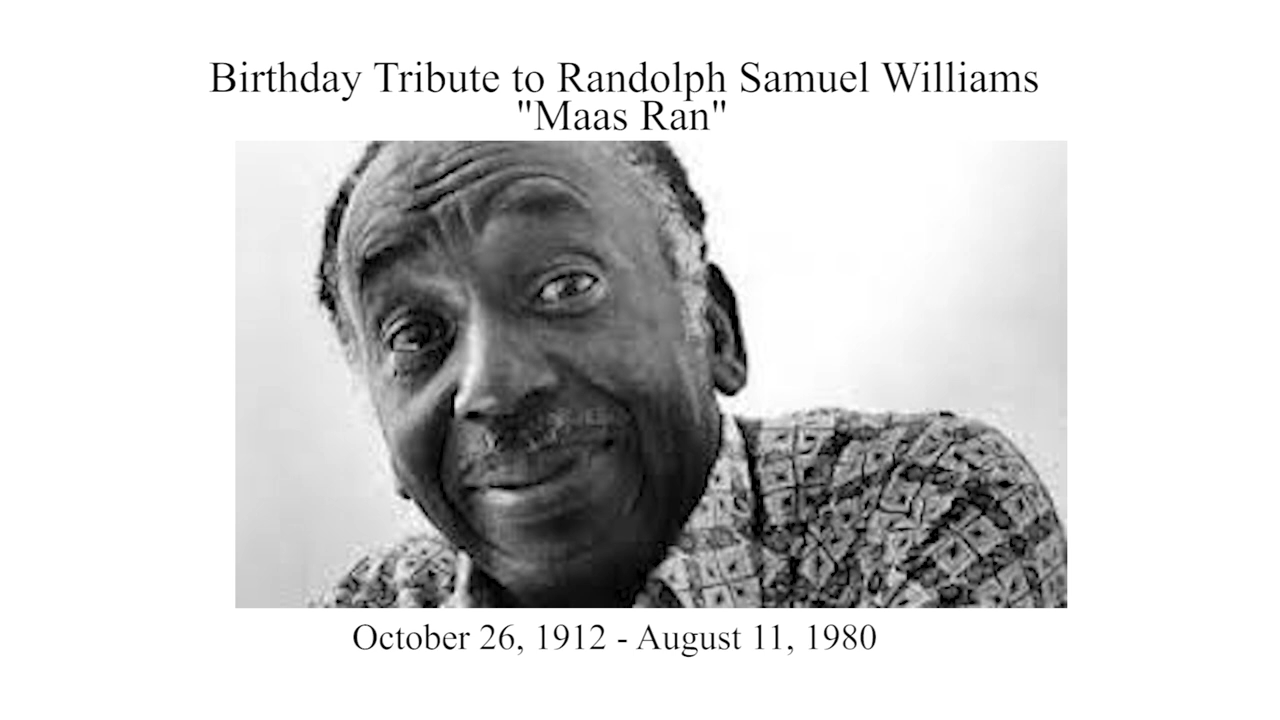 Birthday Tribute to Randolph Samuel Williams
"Maas Ran"
October 26, 1912 - August 11, 1980